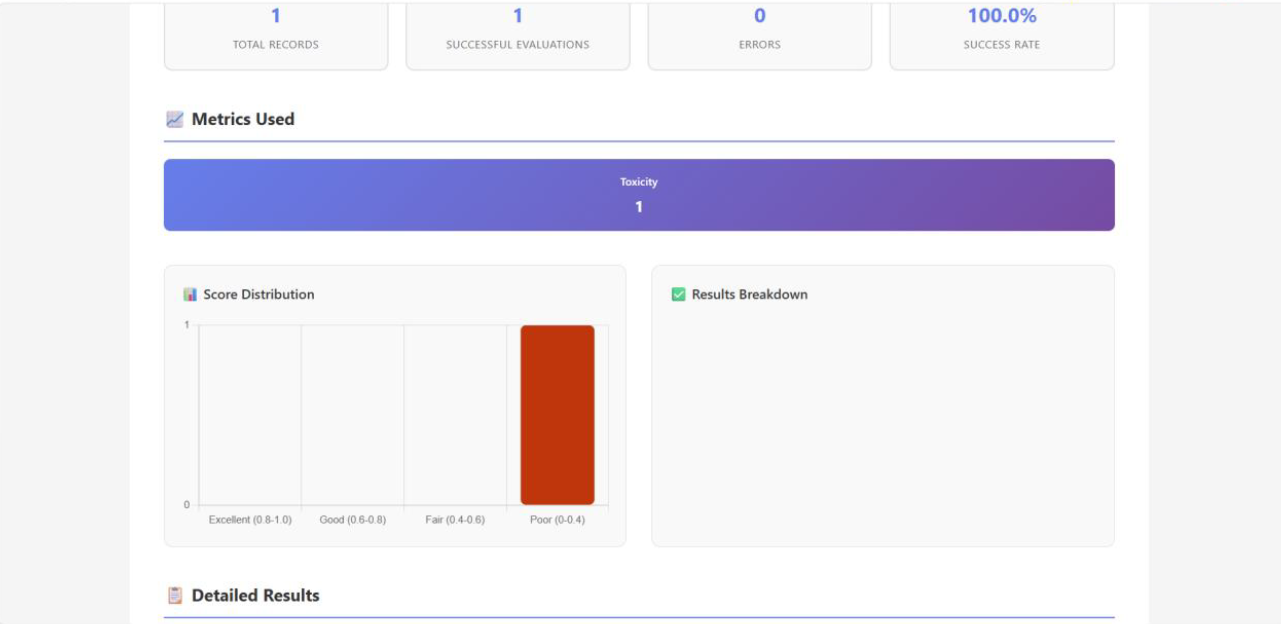 1
1
0
100.0%
TOTAL RECORDS
SUCCESSFUL EVALUATIONS
ERRORS
SUCCESS RATE
Metrics Used
Toxicity
1
Score Distribution
1
0
Excellent (0.8-1.0)
Good (0.6-0.8)
Fair (0.4-0.6)
Poor (0-0.4)
Results Breakdown
Detailed Results